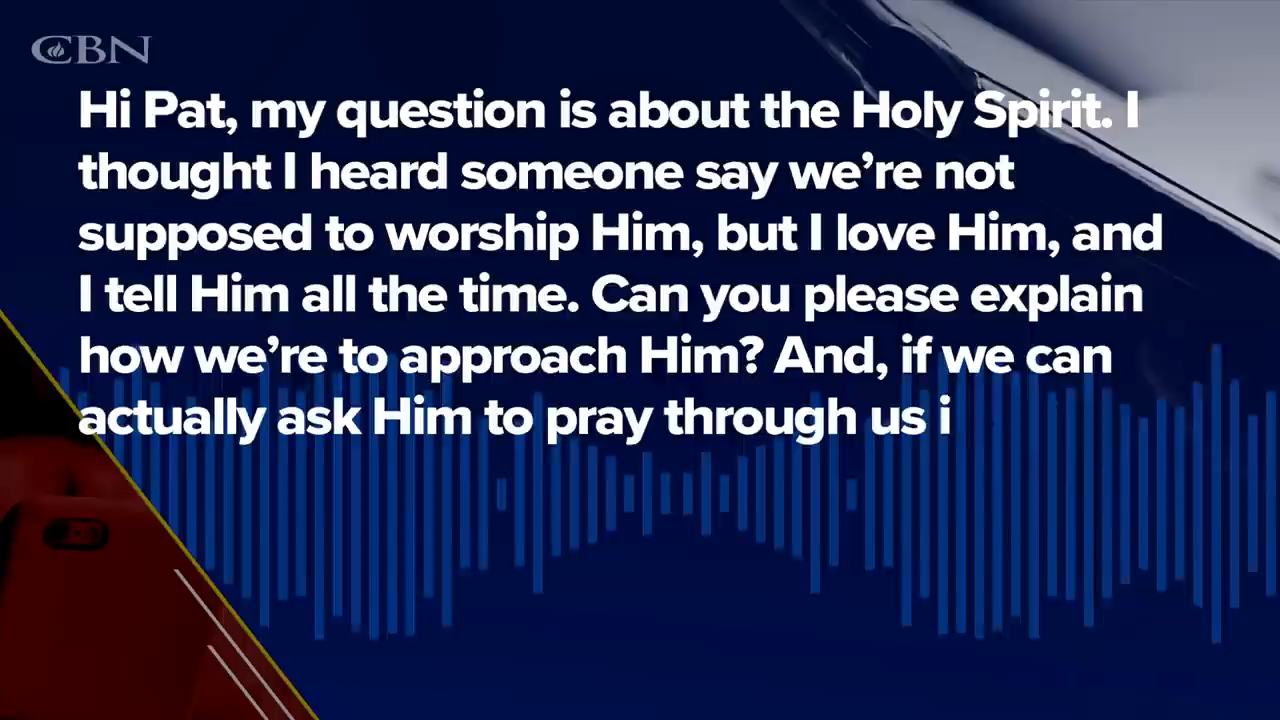 CBN
Hi Pat, my question is about the Holy Spirit. I
thought I heard someone say we’re not
supposed to worship Him, but I love Him, and
I tell Him all the time. Can you please explain
how we’re to approach Him? And, if we can
actually ask Him to pray through us i